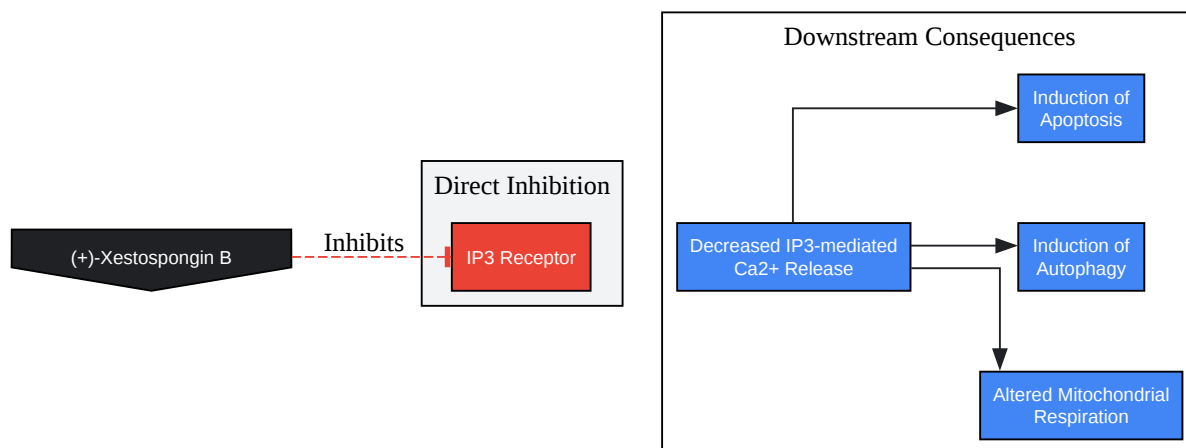 Downstream Consequences
Induction of
Apoptosis
Direct Inhibition
(+)-Xestospongin B
Inhibits
IP3 Receptor
Decreased IP3-mediated
Ca2+ Release
Induction of
Autophagy
Altered Mitochondrial
Respiration